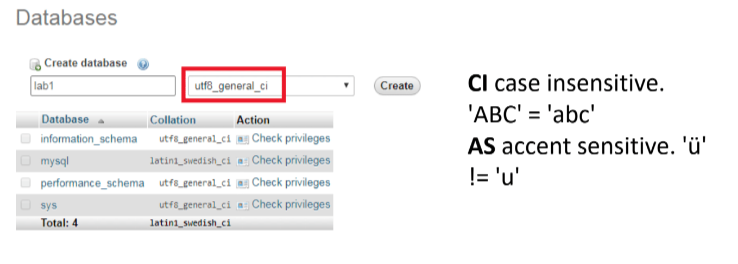 Databases
Create database
lab1 utf8_general_ci Create
Database Collation Action
information_schema utf8_general_ci Check privileges
mysql latin1_swedish_ci Check privileges
performance_schema utf8_general_ci Check privileges
sys utf8_general_ci Check privileges
Total: 4 latin1_swedish_ci
CI case insensitive.
'ABC' = 'abc'
AS accent sensitive. 'ü'
!= 'u'